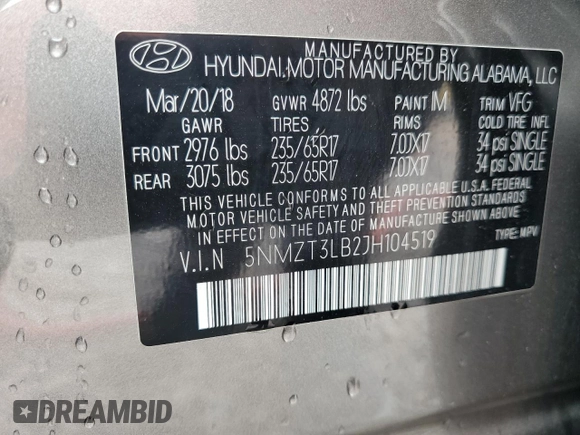 MANUFACTURED BY
HYUNDAI MOTOR MANUFACTURING ALABAMA, LLC
Mar/20/18 GVWR 4872 lbs PAINT IM TRIM VFG
GAWR TIRES RIMS COLD TIRE INFL.
FRONT 2976 lbs 235/65R17 7.0JX17 34 psi SINGLE
REAR 3075 lbs 235/65R17 7.0JX17 34 psi SINGLE
THIS VEHICLE CONFORMS TO ALL APPLICABLE U.S.A. FEDERAL
MOTOR VEHICLE SAFETY AND THEFT PREVENTION STANDARDS
IN EFFECT ON THE DATE OF MANUFACTURE SHOWN ABOVE.
V.I.N 5NMZT3LB2JH104519 TYPE: MPV
DREAMBID